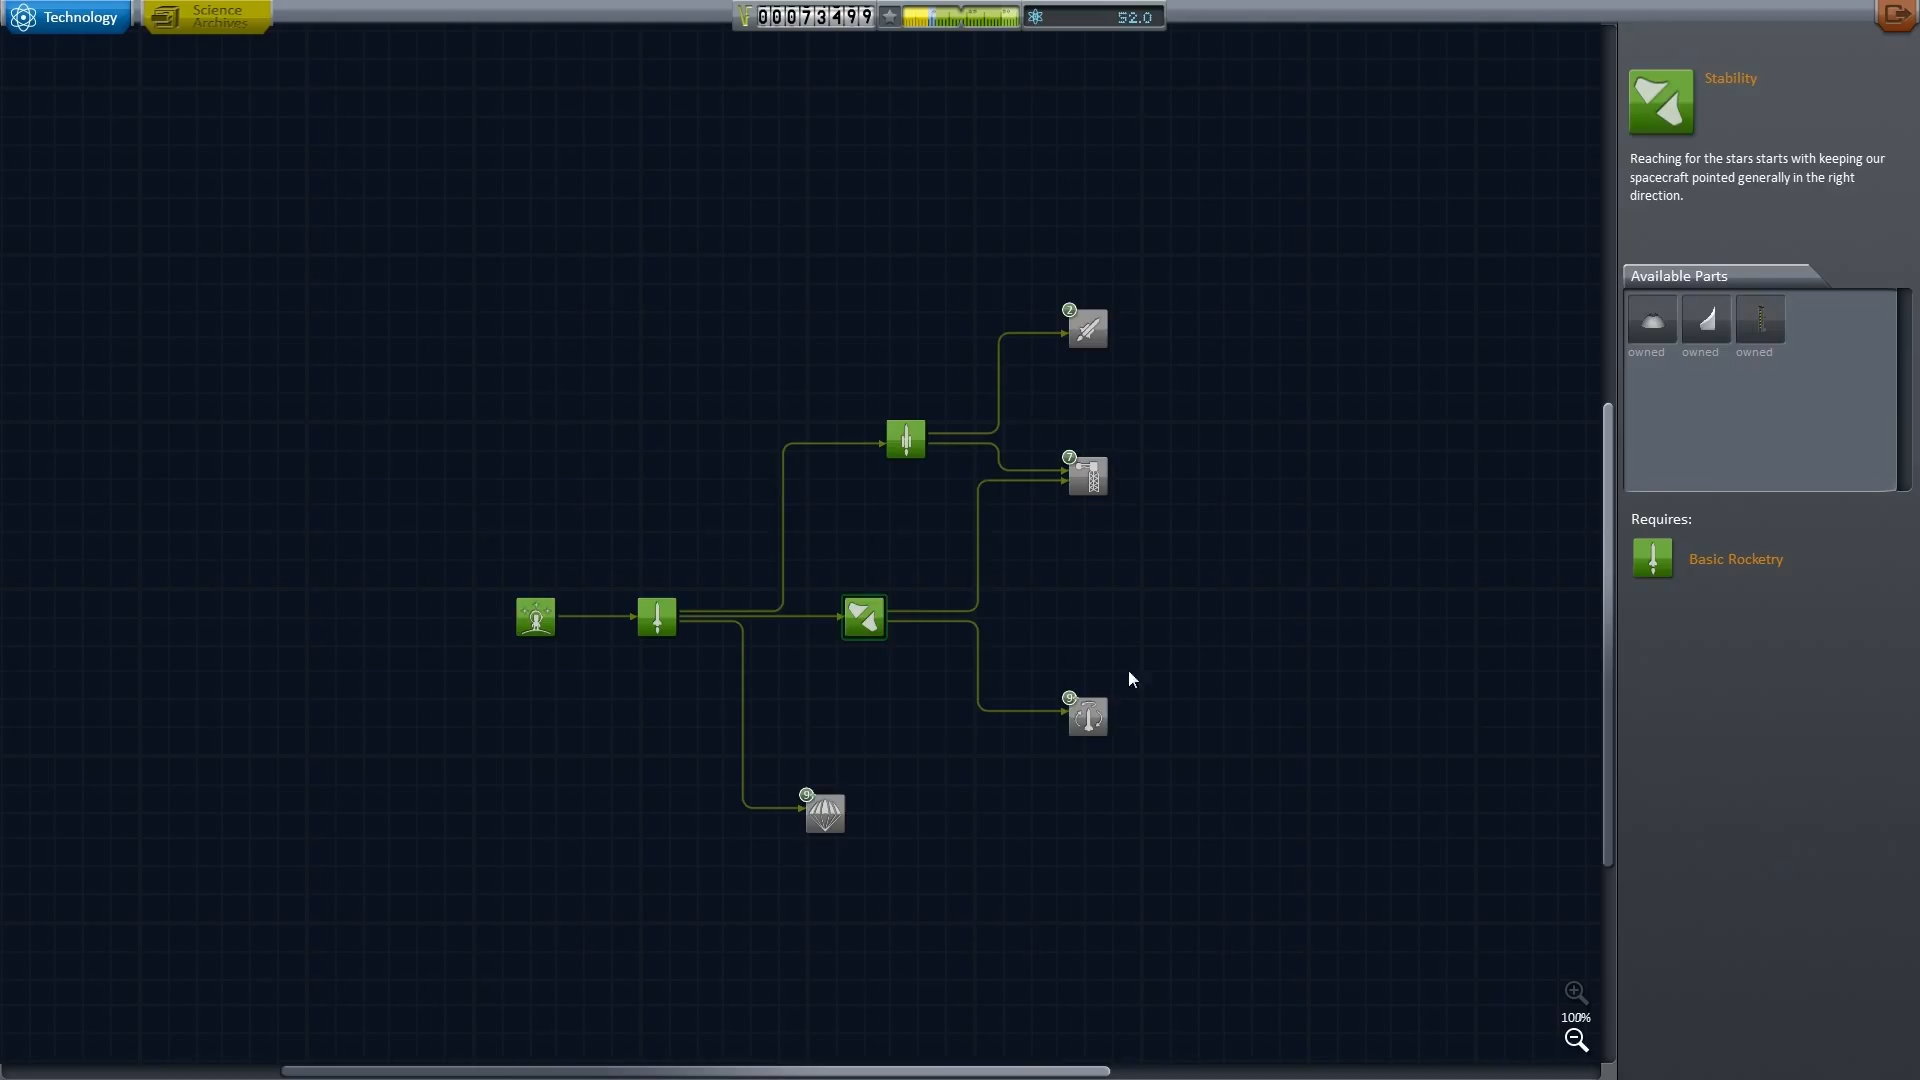 Technology
Science
Archives
00073499
52.0
Stability
Reaching for the stars starts with keeping our
spacecraft pointed generally in the right
direction.
Available Parts
owned owned owned
Requires:
Basic Rocketry
2
7
9
9
100%